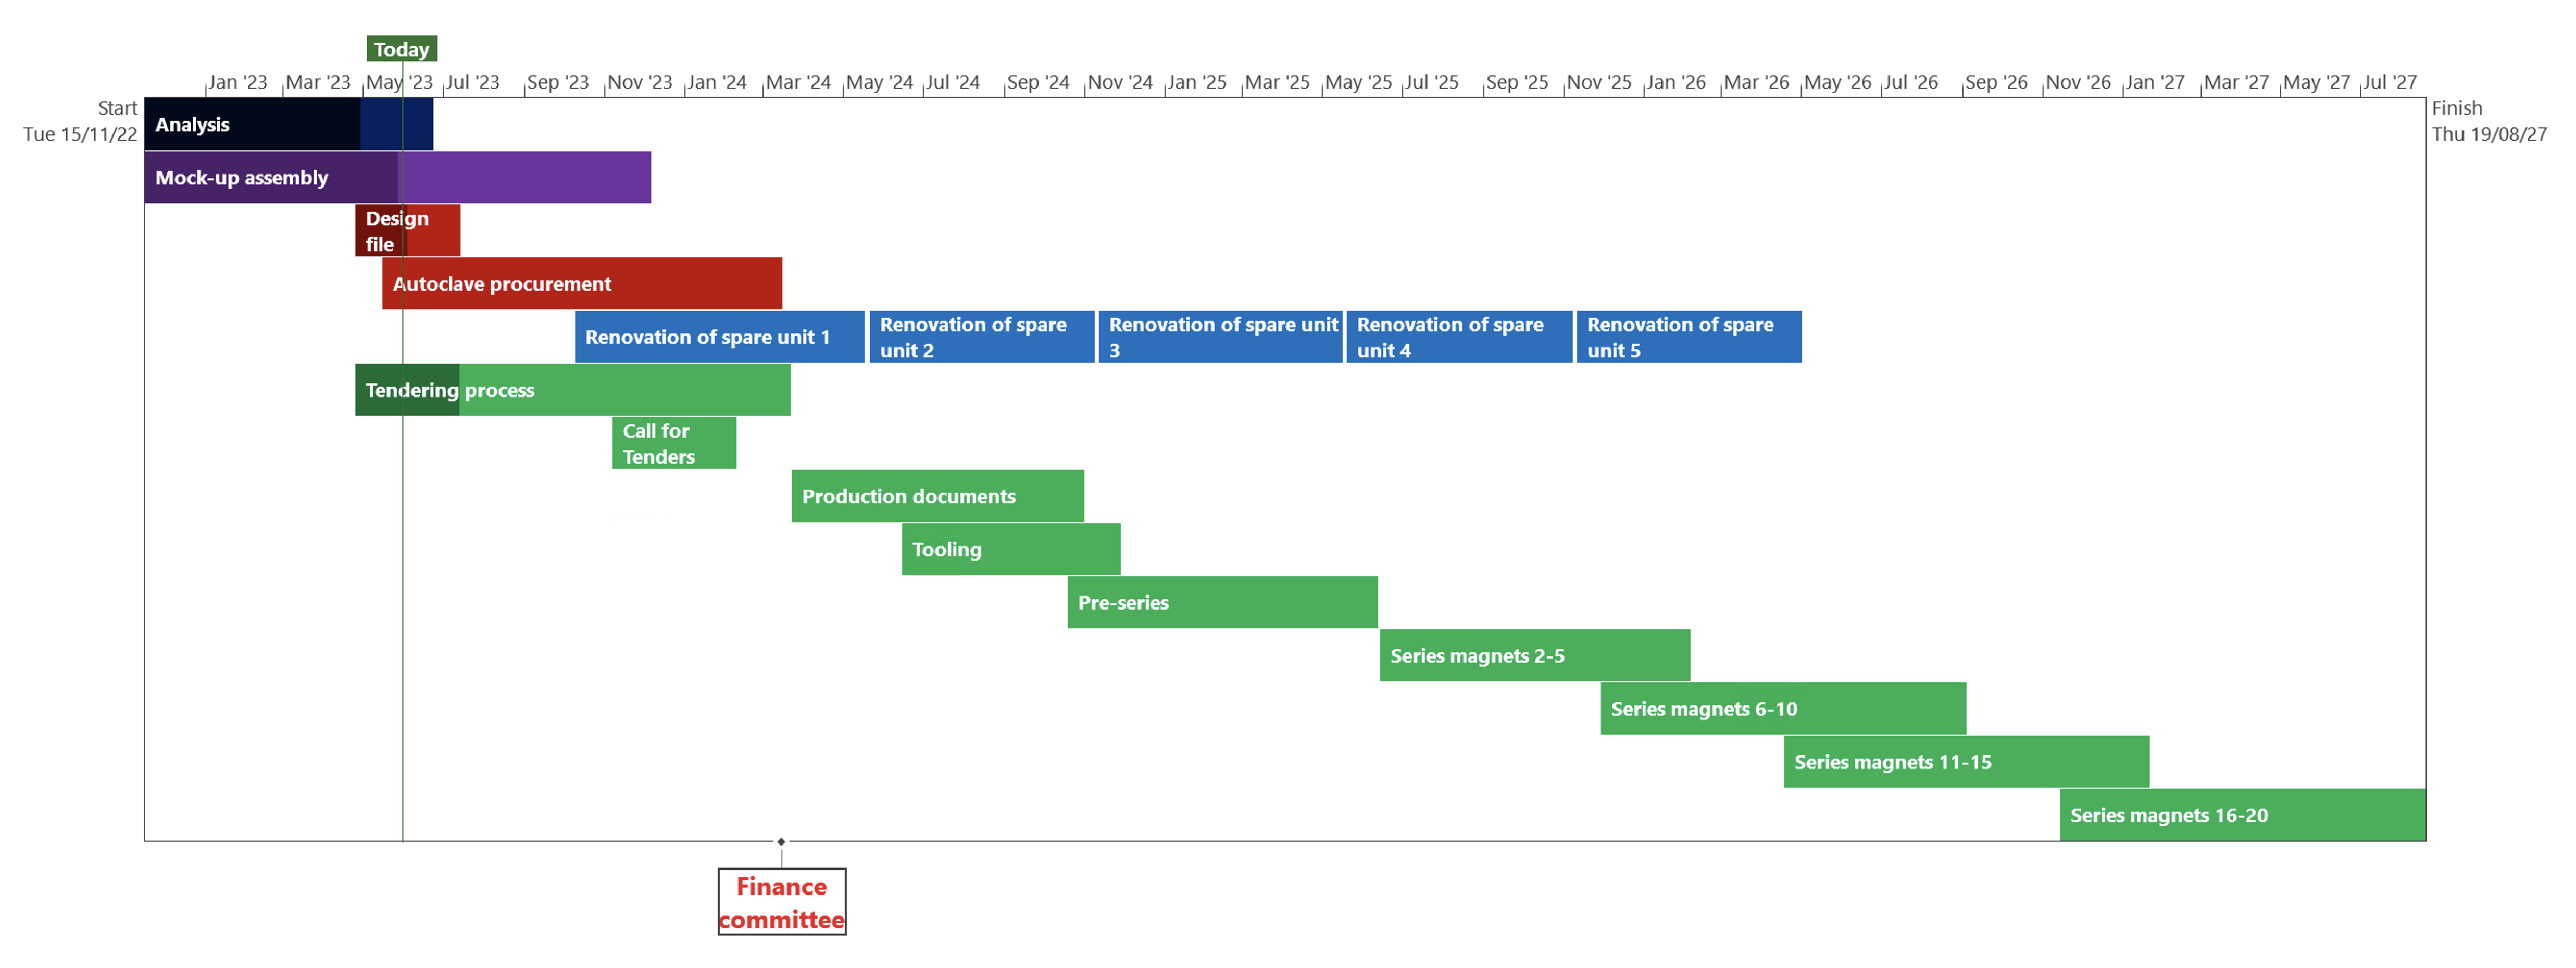 Today
Jan '23 Mar '23 May '23 Jul '23 Sep '23 Nov '23 Jan '24 Mar '24 May '24 Jul '24 Sep '24 Nov '24 Jan '25 Mar '25 May '25 Jul '25 Sep '25 Nov '25 Jan '26 Mar '26 May '26 Jul '26 Sep '26 Nov '26 Jan '27 Mar '27 May '27 Jul '27
Start
Tue 15/11/22
Finish
Thu 19/08/27
Analysis
Mock-up assembly
Design
file
Autoclave procurement
Renovation of spare unit 1
Renovation of spare
unit 2
Renovation of spare unit
3
Renovation of spare
unit 4
Renovation of spare
unit 5
Tendering process
Call for
Tenders
Production documents
Tooling
Pre-series
Series magnets 2-5
Series magnets 6-10
Series magnets 11-15
Series magnets 16-20
Finance
committee